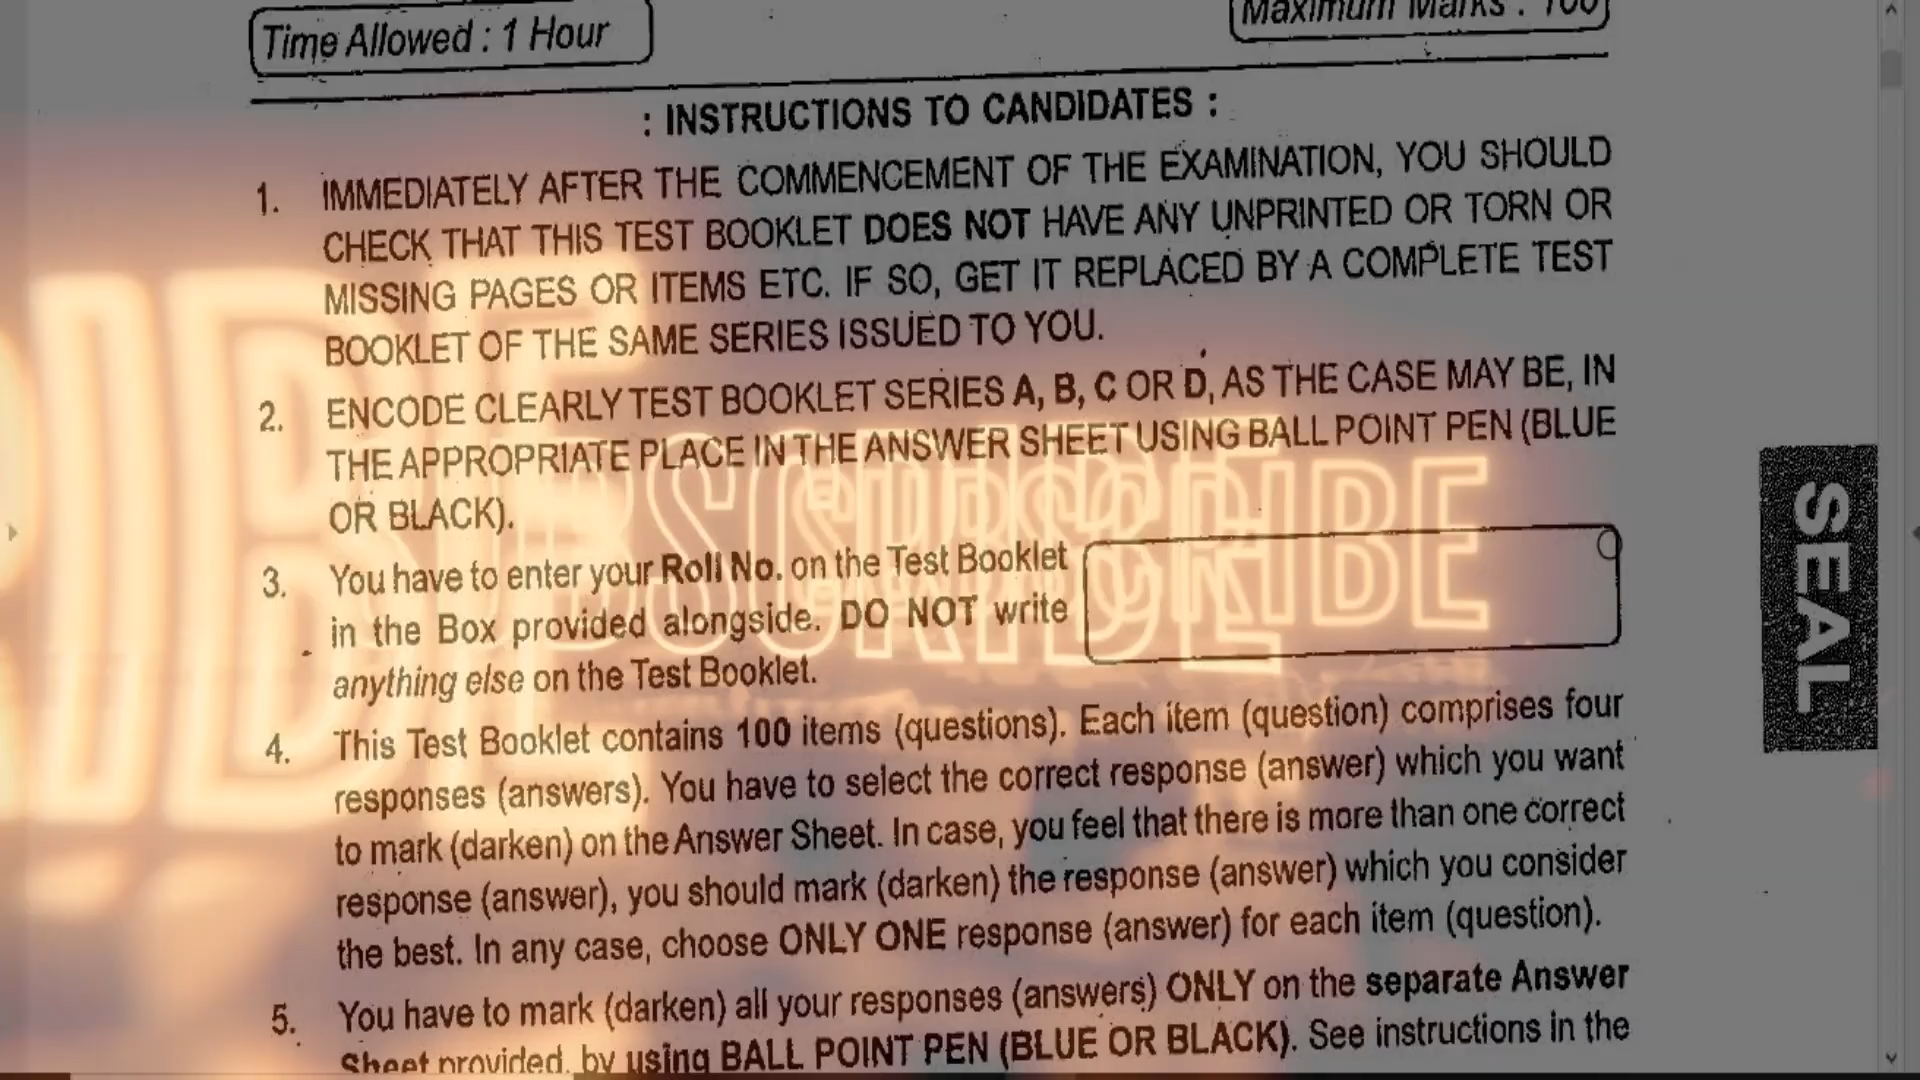 Time Allowed : 1 Hour
Maximum Marks : 100
: INSTRUCTIONS TO CANDIDATES :
1. IMMEDIATELY AFTER THE COMMENCEMENT OF THE EXAMINATION, YOU SHOULD
CHECK THAT THIS TEST BOOKLET DOES NOT HAVE ANY UNPRINTED OR TORN OR
MISSING PAGES OR ITEMS ETC. IF SO, GET IT REPLACED BY A COMPLETE TEST
BOOKLET OF THE SAME SERIES ISSUED TO YOU.
2. ENCODE CLEARLY TEST BOOKLET SERIES A, B, C OR D, AS THE CASE MAY BE, IN
THE APPROPRIATE PLACE IN THE ANSWER SHEET USING BALL POINT PEN (BLUE
OR BLACK).
3. You have to enter your Roll No. on the Test Booklet
in the Box provided alongside. DO NOT write
anything else on the Test Booklet.
4. This Test Booklet contains 100 items (questions). Each item (question) comprises four
responses (answers). You have to select the correct response (answer) which you want
to mark (darken) on the Answer Sheet. In case, you feel that there is more than one correct
response (answer), you should mark (darken) the response (answer) which you consider
the best. In any case, choose ONLY ONE response (answer) for each item (question).
5. You have to mark (darken) all your responses (answers) ONLY on the separate Answer
Sheet provided, by using BALL POINT PEN (BLUE OR BLACK). See instructions in the
SEAL
SUBSCRIBE
SUBSCRIBE
IBE